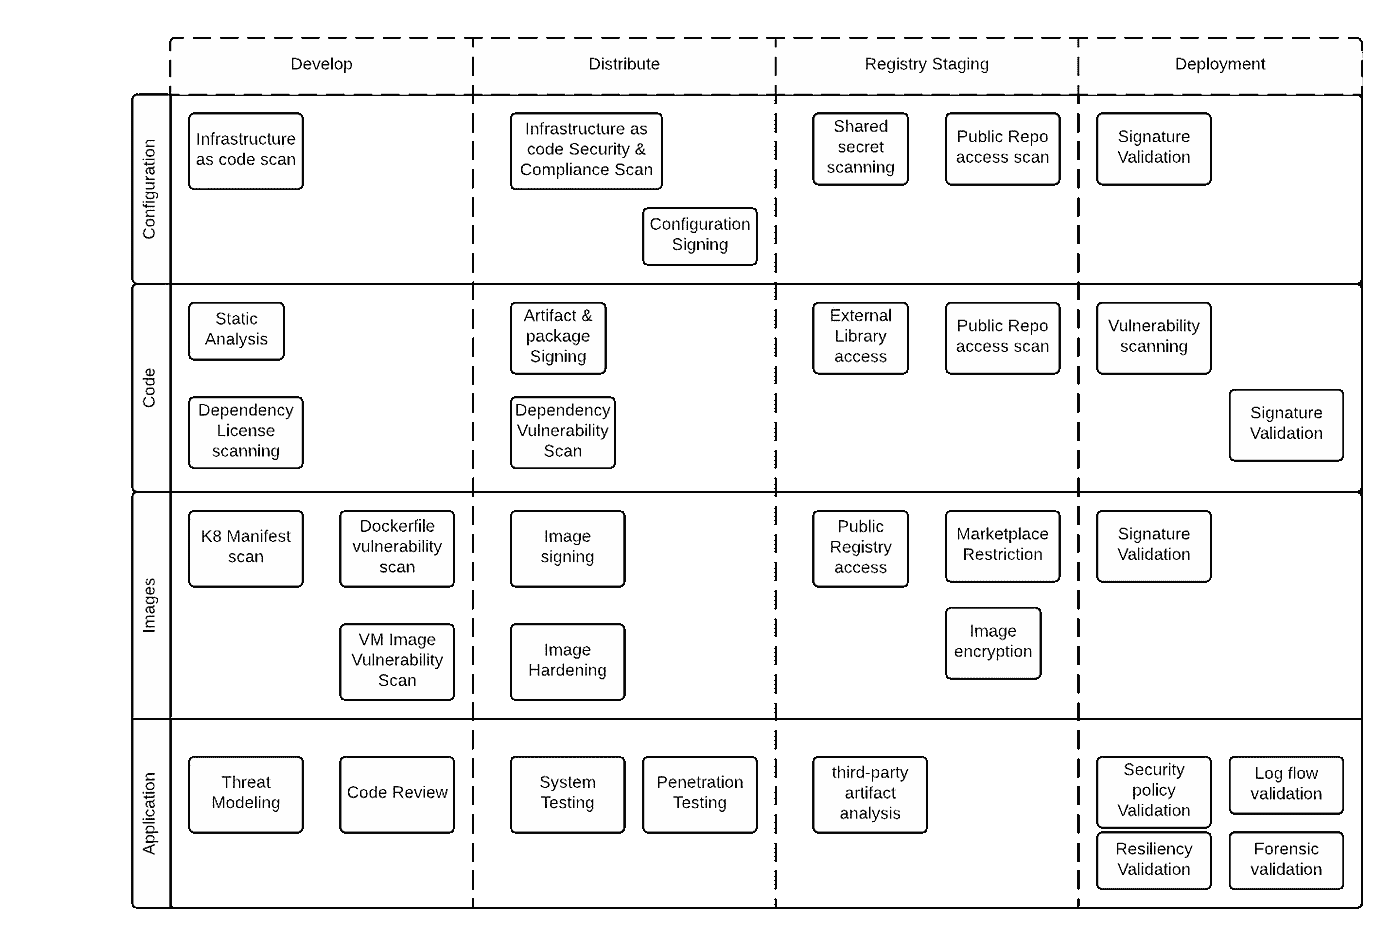 Develop
Distribute
Registry Staging
Deployment
Configuration
Infrastructure
as code scan
Infrastructure as
code Security &
Compliance Scan
Configuration
Signing
Shared
secret
scanning
Public Repo
access scan
Signature
Validation
Code
Static
Analysis
Dependency
License
scanning
Artifact &
package
Signing
Dependency
Vulnerability
Scan
External
Library
access
Public Repo
access scan
Vulnerability
scanning
Signature
Validation
Images
K8 Manifest
scan
Dockerfile
vulnerability
scan
VM Image
Vulnerability
Scan
Image
signing
Image
Hardening
Public
Registry
access
Marketplace
Restriction
Image
encryption
Signature
Validation
Application
Threat
Modeling
Code Review
System
Testing
Penetration
Testing
third-party
artifact
analysis
Security
policy
Validation
Log flow
validation
Resiliency
Validation
Forensic
validation